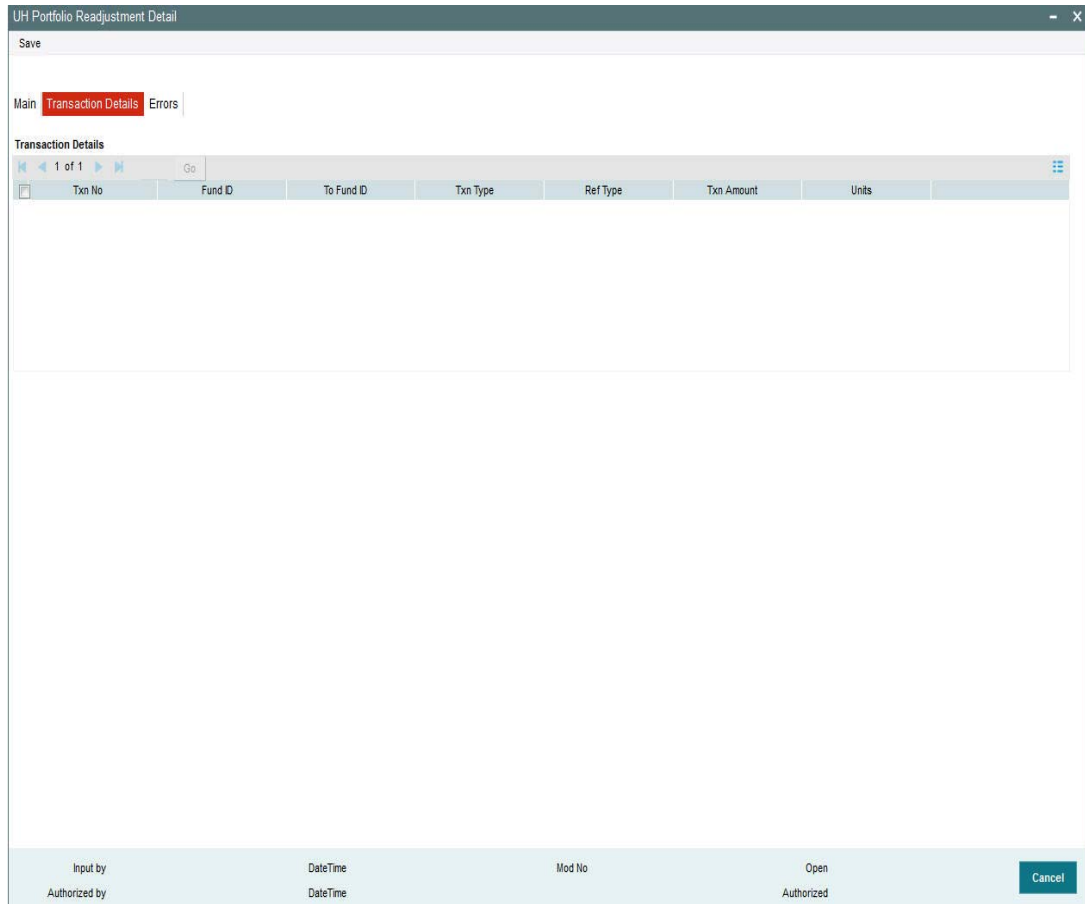 UH Portfolio Readjustment Detail
Save
Main Transaction Details Errors
Transaction Details
1 of 1 Go
Txn No Fund ID To Fund ID Txn Type Ref Type Txn Amount Units
Input by DateTime Mod No Open
Authorized by DateTime Authorized
Cancel